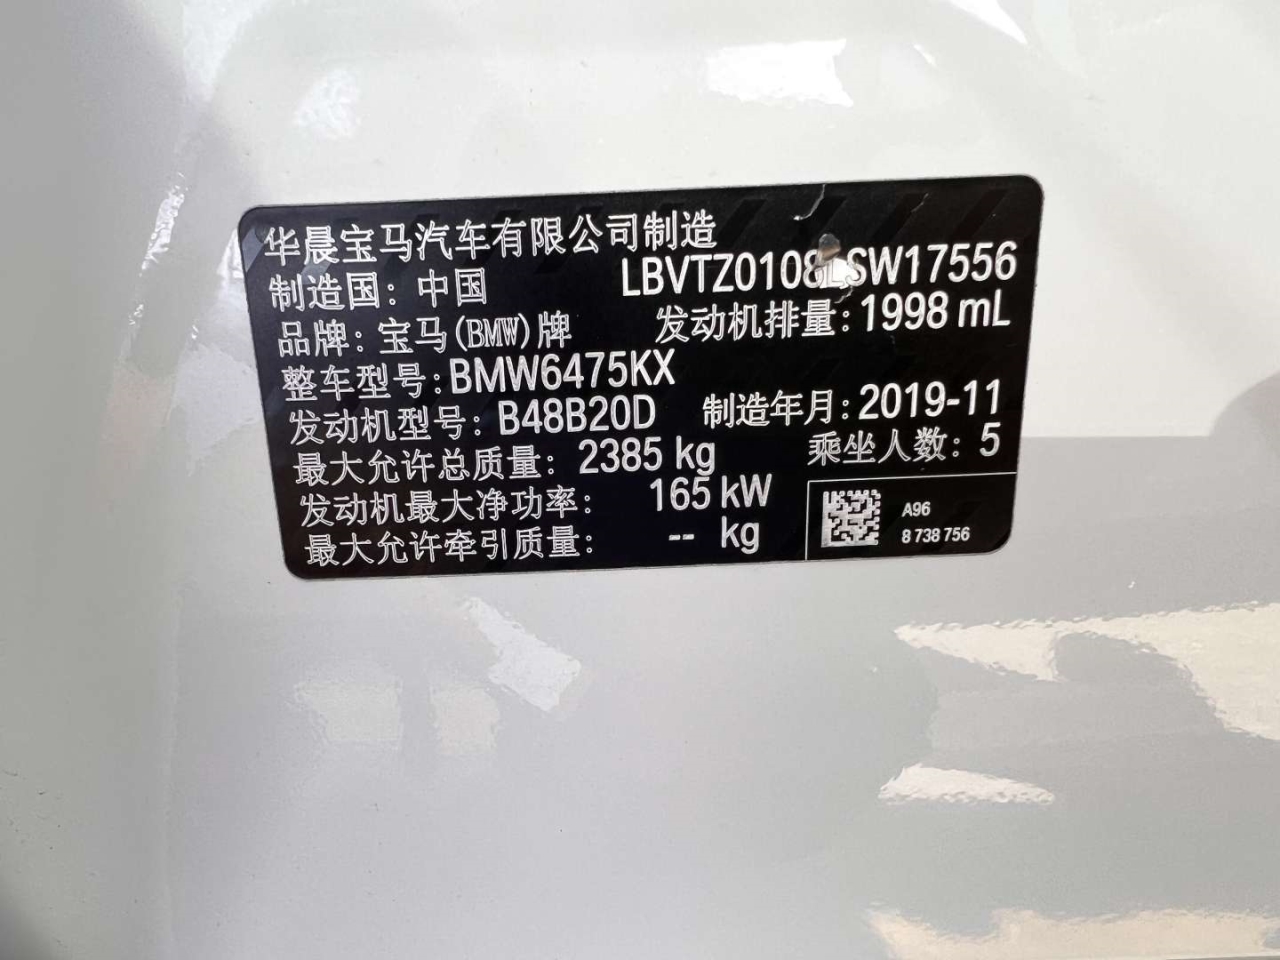 华晨宝马汽车有限公司制造
制造国：中国 LBVTZ0108LSW17556
品牌：宝马(BMW)牌 发动机排量：1998 mL
整车型号：BMW6475KX
发动机型号：B48B20D 制造年月：2019-11
最大允许总质量：2385 kg 乘坐人数：5
发动机最大净功率：165 kW
最大允许牵引质量：-- kg
A96
8 738 756